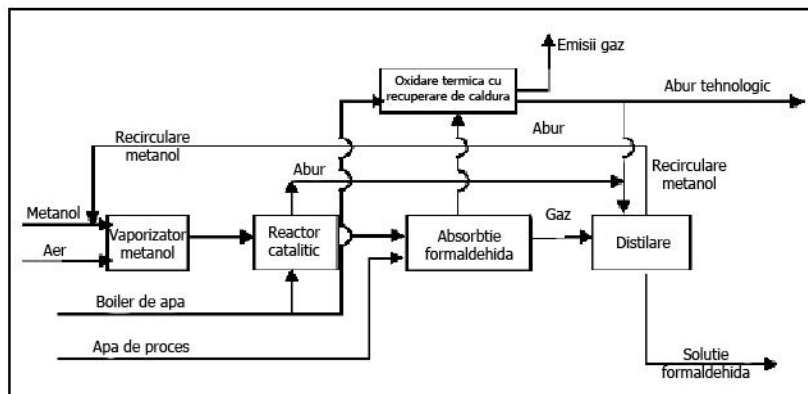 Emisii gaz
Oxidare termica cu
recuperare de caldura
Abur tehnologic
Recirculare
metanol
Abur
Abur
Recirculare
metanol
Metanol
Vaporizator
metanol
Reactor
catalitic
Absorbtie
formaldehida
Gaz
Distilare
Aer
Boiler de apa
Apa de proces
Solutie
formaldehida